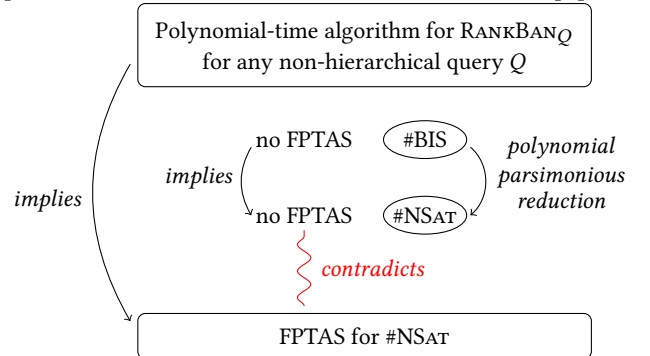 Polynomial-time algorithm for RANKBAN_Q
for any non-hierarchical query Q
no FPTAS #BIS
polynomial
parsimonious
reduction
implies
implies
no FPTAS #NSAT
contradicts
FPTAS for #NSAT